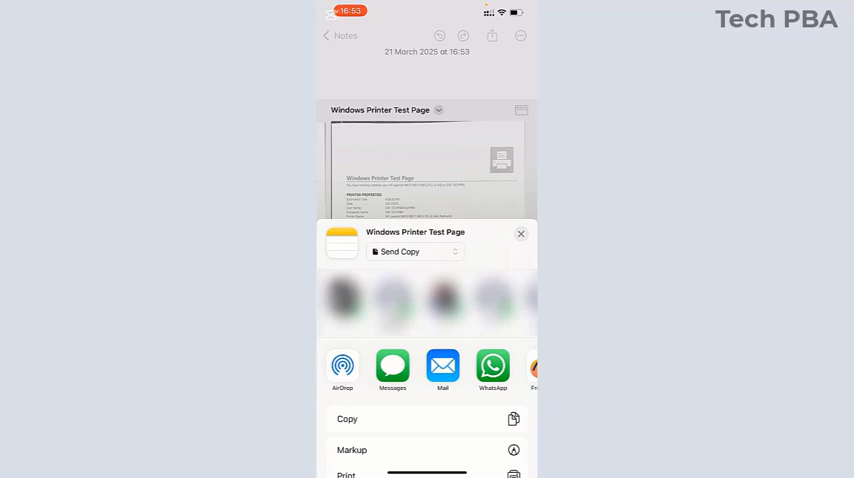 Tech PBA
16:53
Notes
21 March 2025 at 16:53
Windows Printer Test Page
Windows Printer Test Page
PRINTER PROPERTIES
Windows Printer Test Page
Send Copy
AirDrop
Messages
Mail
WhatsApp
Copy
Markup
Print